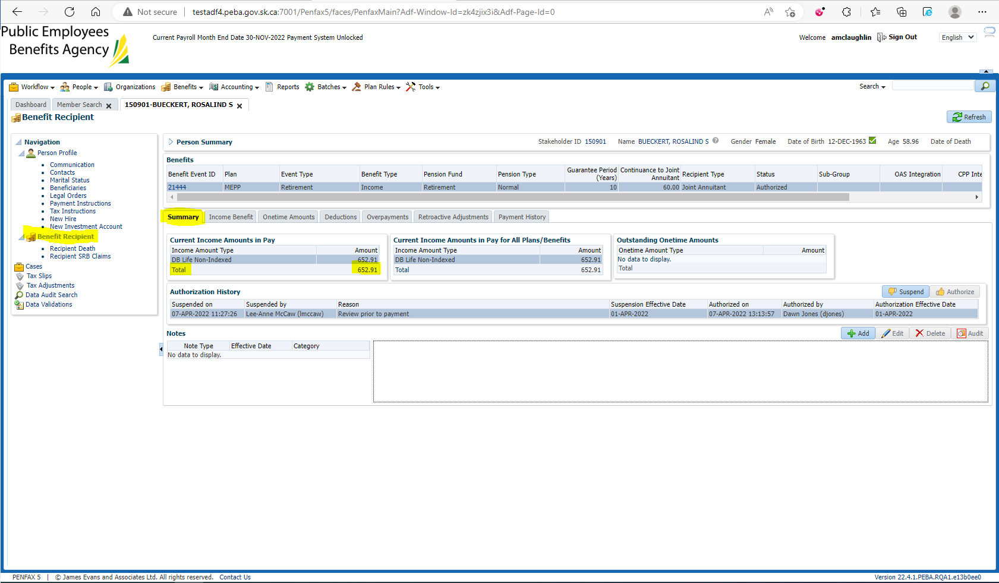 Not secure | testadf4.peba.gov.sk.ca:7001/Penfax5/faces/PenfaxMain?Adf-Window-Id=zk4zjix3i&Adf-Page-Id=0
Public Employees
Benefits Agency
Current Payroll Month End Date 30-NOV-2022 Payment System Unlocked
Welcome amclaughlin Sign Out English
Workflow People Organizations Benefits Accounting Reports Batches Plan Rules Tools Search
Dashboard Member Search 150901-BUECKERT, ROSALIND S
Benefit Recipient
Refresh
Navigation
Person Profile
Communication
Contacts
Marital Status
Beneficiaries
Legal Orders
Payment Instructions
Tax Instructions
New Hire
New Investment Account
Benefit Recipient
Recipient Death
Recipient SRB Claims
Cases
Tax Slips
Tax Adjustments
Data Audit Search
Data Validations
Person Summary Stakeholder ID 150901 Name BUECKERT, ROSALIND S Gender Female Date of Birth 12-DEC-1963 Age 58.96 Date of Death
Benefits
Benefit Event ID Plan Event Type Benefit Type Pension Fund Pension Type Guarantee Period (Years) Continuance to Joint Annuitant Recipient Type Status Sub-Group OAS Integration CPP Inte
21444 MEPP Retirement Income Retirement Normal 10 60.00 Joint Annuitant Authorized
Summary Income Benefit Onetime Amounts Deductions Overpayments Retroactive Adjustments Payment History
Current Income Amounts in Pay
Income Amount Type Amount
DB Life Non-Indexed 652.91
Total 652.91
Current Income Amounts in Pay for All Plans/Benefits
Income Amount Type Amount
DB Life Non-Indexed 652.91
Total 652.91
Outstanding Onetime Amounts
Onetime Amount Type Amount
No data to display.
Total
Authorization History
Suspend Authorize
Suspended on Suspended by Reason Suspension Effective Date Authorized on Authorized by Authorization Effective Date
07-APR-2022 11:27:26 Lee-Anne McCaw (lmccaw) Review prior to payment 01-APR-2022 07-APR-2022 13:13:57 Dawn Jones (djones) 01-APR-2022
Notes
Add Edit Delete Audit
Note Type Effective Date Category
No data to display.
PENFAX 5 | © James Evans and Associates Ltd. All rights reserved. Contact Us
Version 22.4.1.PEBA.RQA1.e13b0ee0